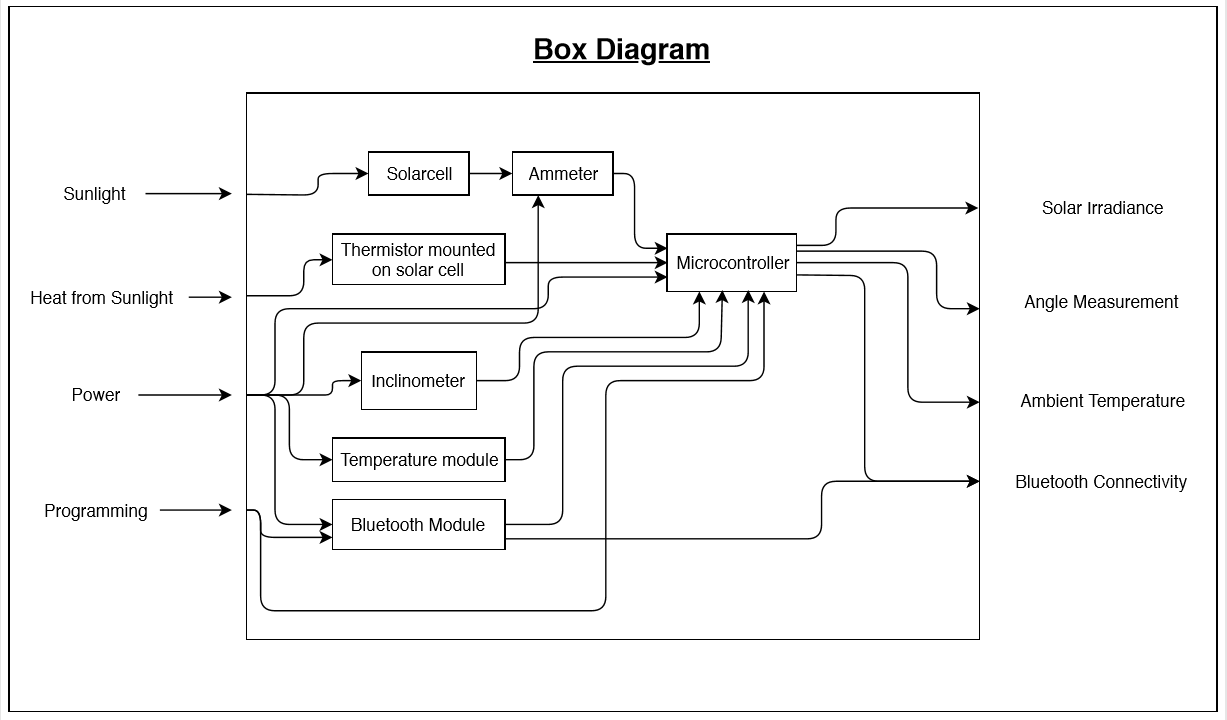 Box Diagram
Sunlight
Solarcell
Ammeter
Solar Irradiance
Thermistor mounted
on solar cell
Microcontroller
Heat from Sunlight
Angle Measurement
Inclinometer
Power
Ambient Temperature
Temperature module
Bluetooth Connectivity
Programming
Bluetooth Module